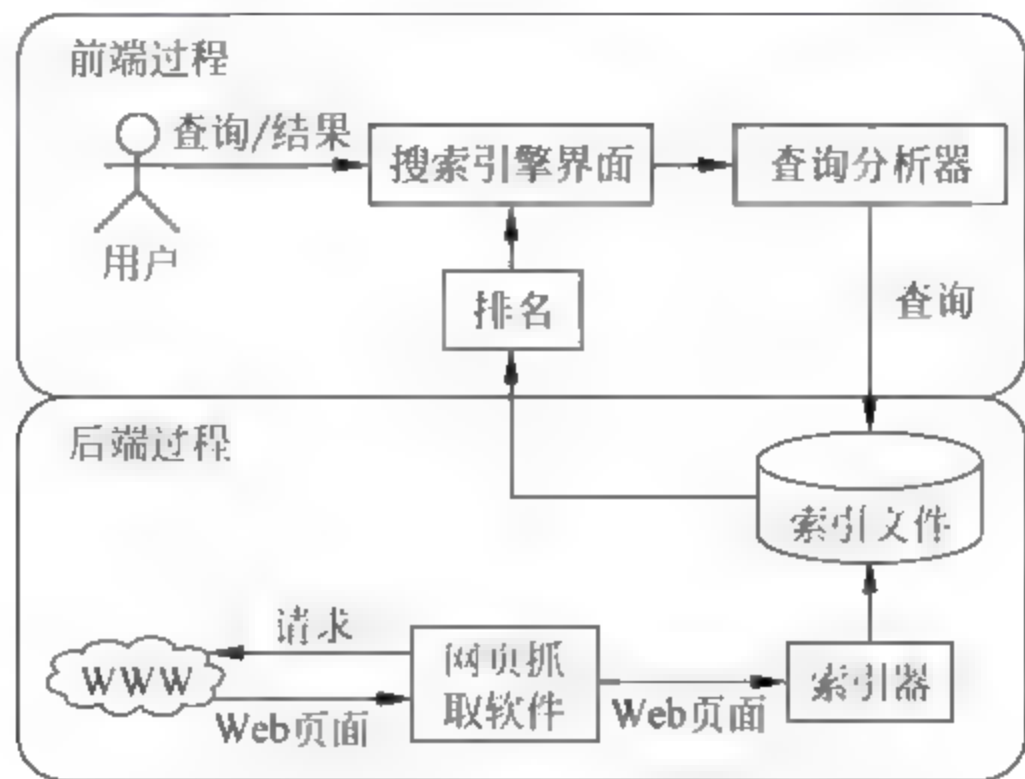 前端过程
查询/结果
搜索引擎界面
查询分析器
用户
排名
查询
后端过程
索引文件
请求
WWW
网页抓
取软件
索引器
Web页面
Web页面